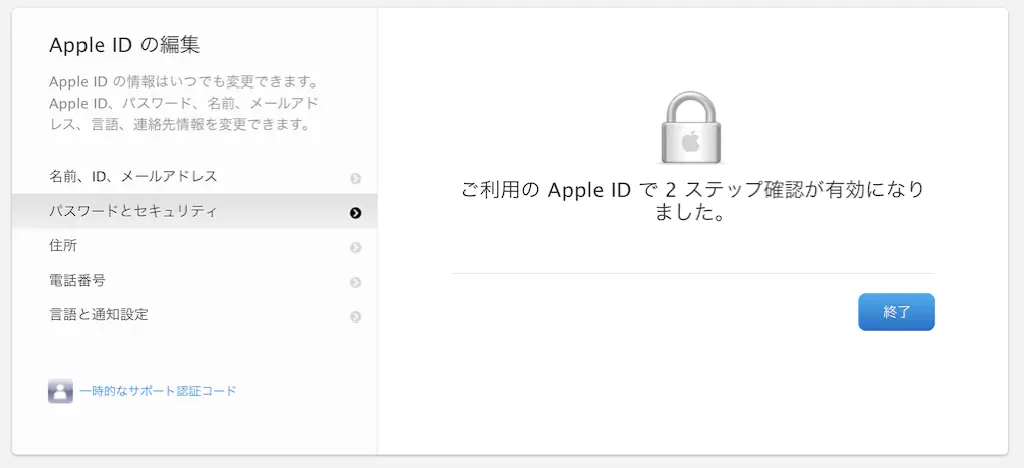 Apple ID の編集
Apple ID の情報はいつでも変更できます。
Apple ID、パスワード、名前、メールアド
レス、言語、連絡先情報を変更できます。
名前、ID、メールアドレス
パスワードとセキュリティ
住所
電話番号
言語と通知設定
一時的なサポート認証コード
ご利用の Apple ID で 2 ステップ確認が有効になり
ました。
終了